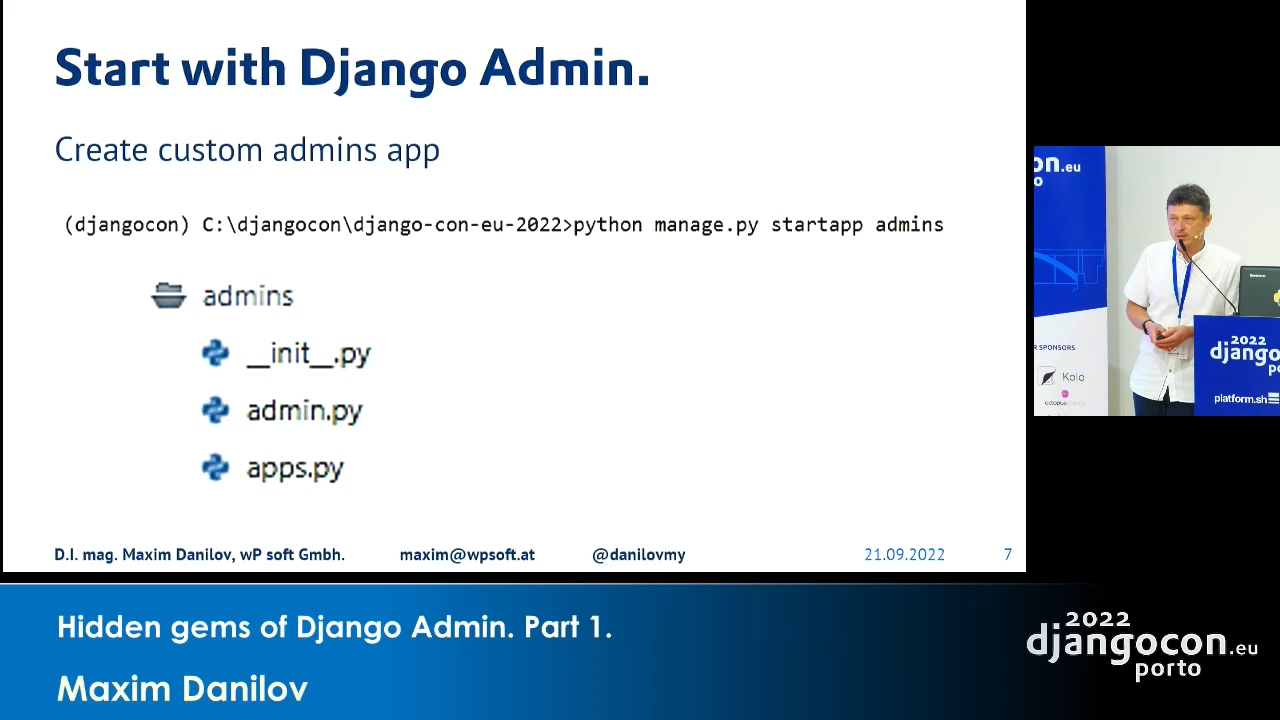 Start with Django Admin.
Create custom admins app
(djangocon) C:\djangocon\django-con-eu-2022>python manage.py startapp admins
admins
__init__.py
admin.py
apps.py
D.I. mag. Maxim Danilov, wP soft Gmbh. maxim@wpsoft.at @danilovmy 21.09.2022 7
on.eu
o
R SPONSORS
Kolo
2022
django
po
platform.sh
Hidden gems of Django Admin. Part 1.
Maxim Danilov
2022
djangocon.eu
porto